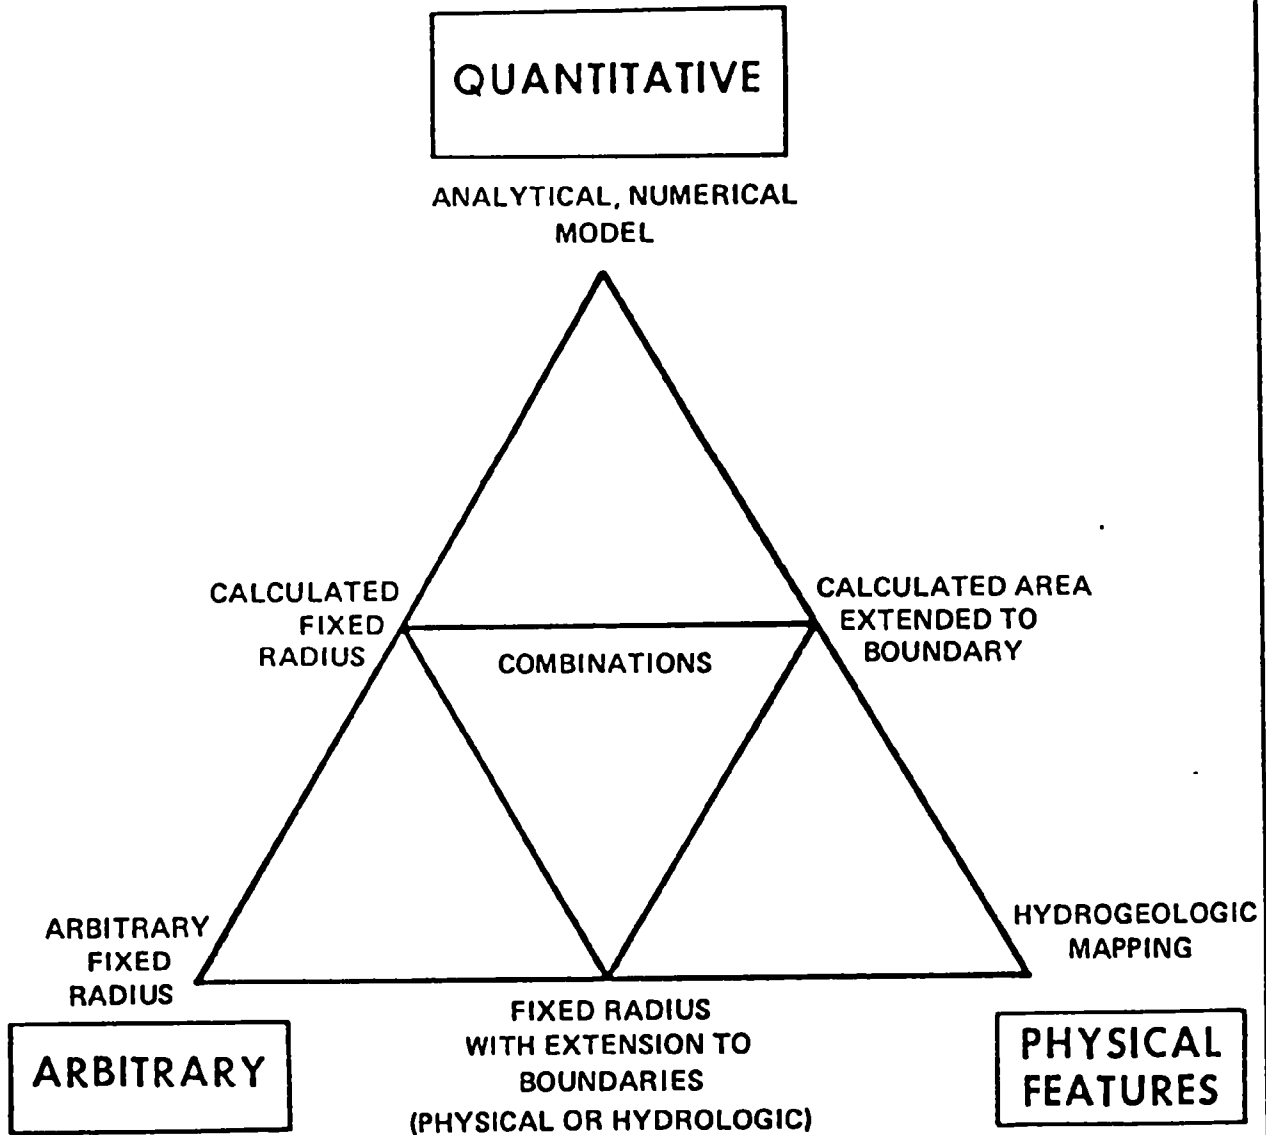 QUANTITATIVE
ANALYTICAL, NUMERICAL
MODEL
CALCULATED
FIXED
RADIUS
CALCULATED AREA
EXTENDED TO
BOUNDARY
COMBINATIONS
ARBITRARY
FIXED
RADIUS
HYDROGEOLOGIC
MAPPING
FIXED RADIUS
WITH EXTENSION TO
BOUNDARIES
(PHYSICAL OR HYDROLOGIC)
ARBITRARY
PHYSICAL
FEATURES